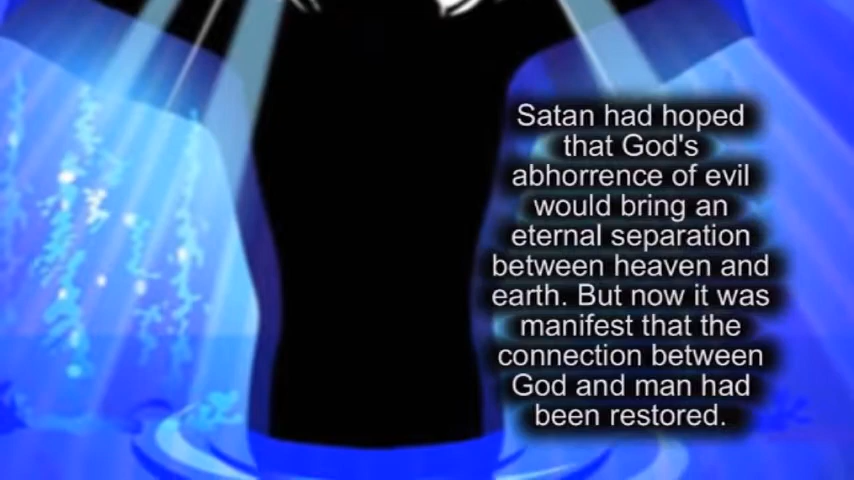 Satan had hoped
that God's
abhorrence of evil
would bring an
eternal separation
between heaven and
earth. But now it was
manifest that the
connection between
God and man had
been restored.